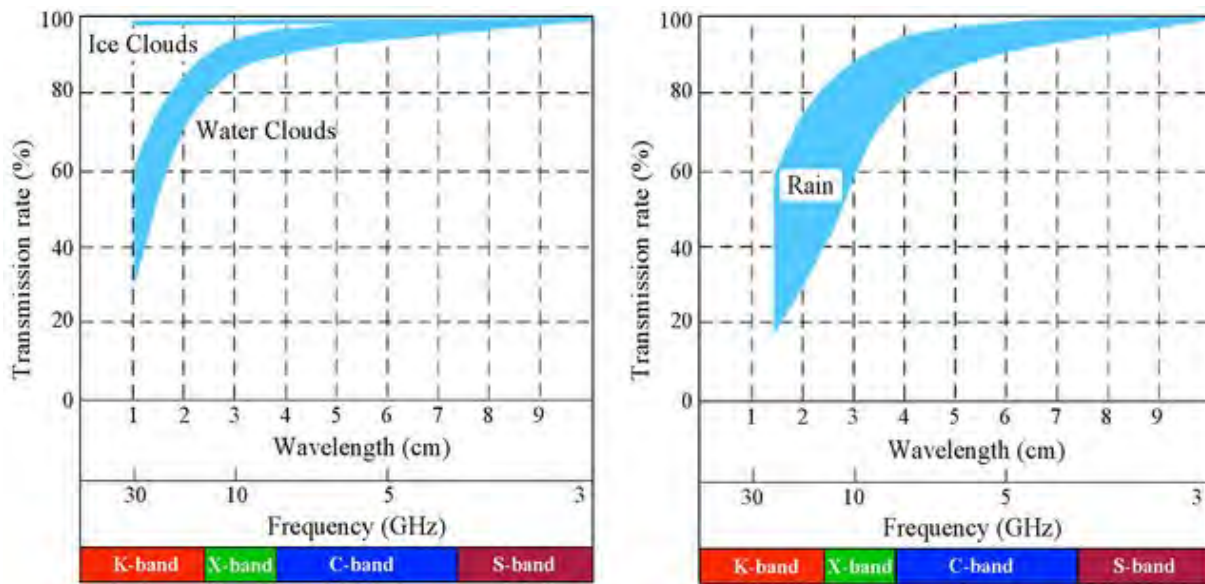 Transmission rate (%)
100
80
60
40
20
0
Ice Clouds
Water Clouds
1 2 3 4 5 6 7 8 9
Wavelength (cm)
30 10 5 3
Frequency (GHz)
K-band X-band C-band S-band
Transmission rate (%)
100
80
60
40
20
0
Rain
1 2 3 4 5 6 7 8 9
Wavelength (cm)
30 10 5 3
Frequency (GHz)
K-band X-band C-band S-band